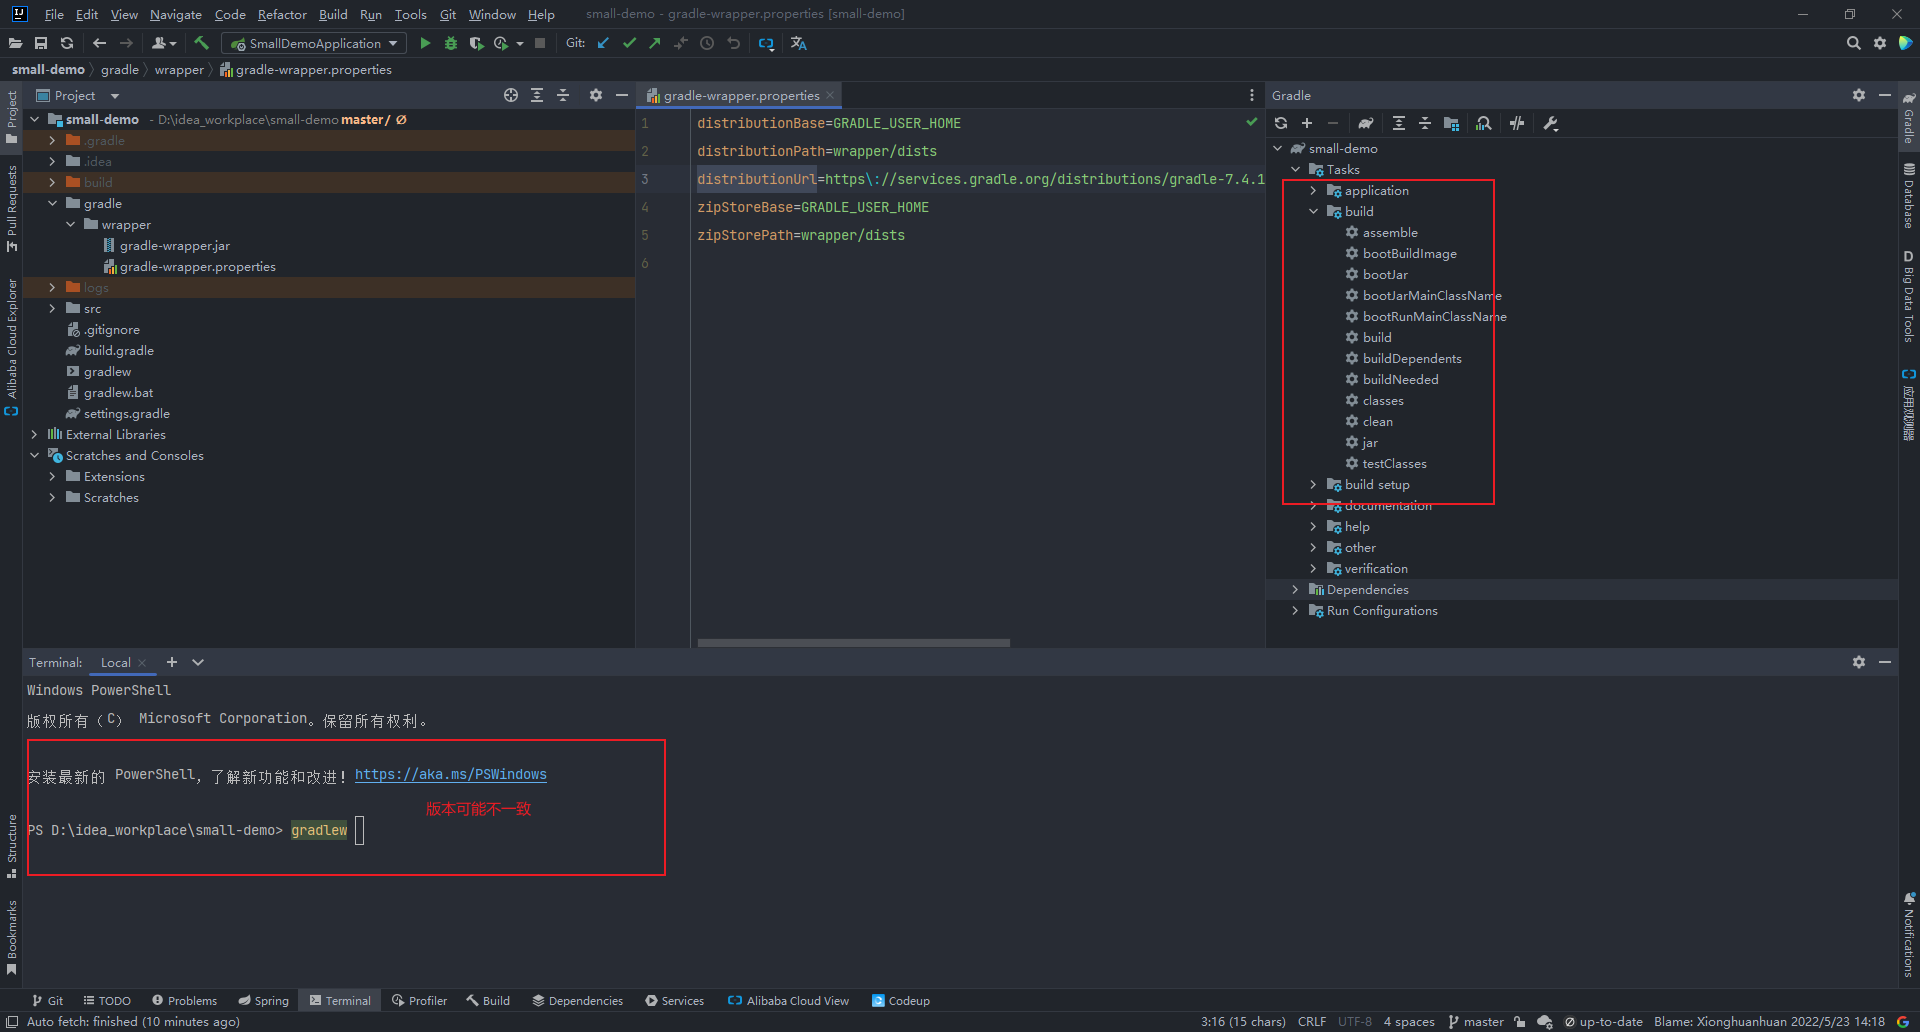 File Edit View Navigate Code Refactor Build Run Tools Git Window Help small-demo - gradle-wrapper.properties [small-demo]
SmallDemoApplication Git:
small-demo gradle wrapper gradle-wrapper.properties
Project
Pull Requests
Alibaba Cloud Explorer
Structure
Bookmarks
Project
small-demo - D:\idea_workplace\small-demo master / Ø
.gradle
.idea
build
gradle
wrapper
gradle-wrapper.jar
gradle-wrapper.properties
logs
src
.gitignore
build.gradle
gradlew
gradlew.bat
settings.gradle
External Libraries
Scratches and Consoles
Extensions
Scratches
gradle-wrapper.properties
1 distributionBase=GRADLE_USER_HOME
2 distributionPath=wrapper/dists
3 distributionUrl=https\://services.gradle.org/distributions/gradle-7.4.1
4 zipStoreBase=GRADLE_USER_HOME
5 zipStorePath=wrapper/dists
6
Gradle
small-demo
Tasks
application
build
assemble
bootBuildImage
bootJar
bootJarMainClassName
bootRunMainClassName
build
buildDependents
buildNeeded
classes
clean
jar
testClasses
build setup
documentation
help
other
verification
Dependencies
Run Configurations
Gradle
Database
D Big Data Tools
应用观测器
Notifications
Terminal: Local
Windows PowerShell
版权所有（C） Microsoft Corporation。保留所有权利。
安装最新的 PowerShell，了解新功能和改进！https://aka.ms/PSWindows
版本可能不一致
PS D:\idea_workplace\small-demo> gradlew
Git TODO Problems Spring Terminal Profiler Build Dependencies Services Alibaba Cloud View Codeup
Auto fetch: finished (10 minutes ago) 3:16 (15 chars) CRLF UTF-8 4 spaces master Ø up-to-date Blame: Xionghuanhuan 2022/5/23 14:18